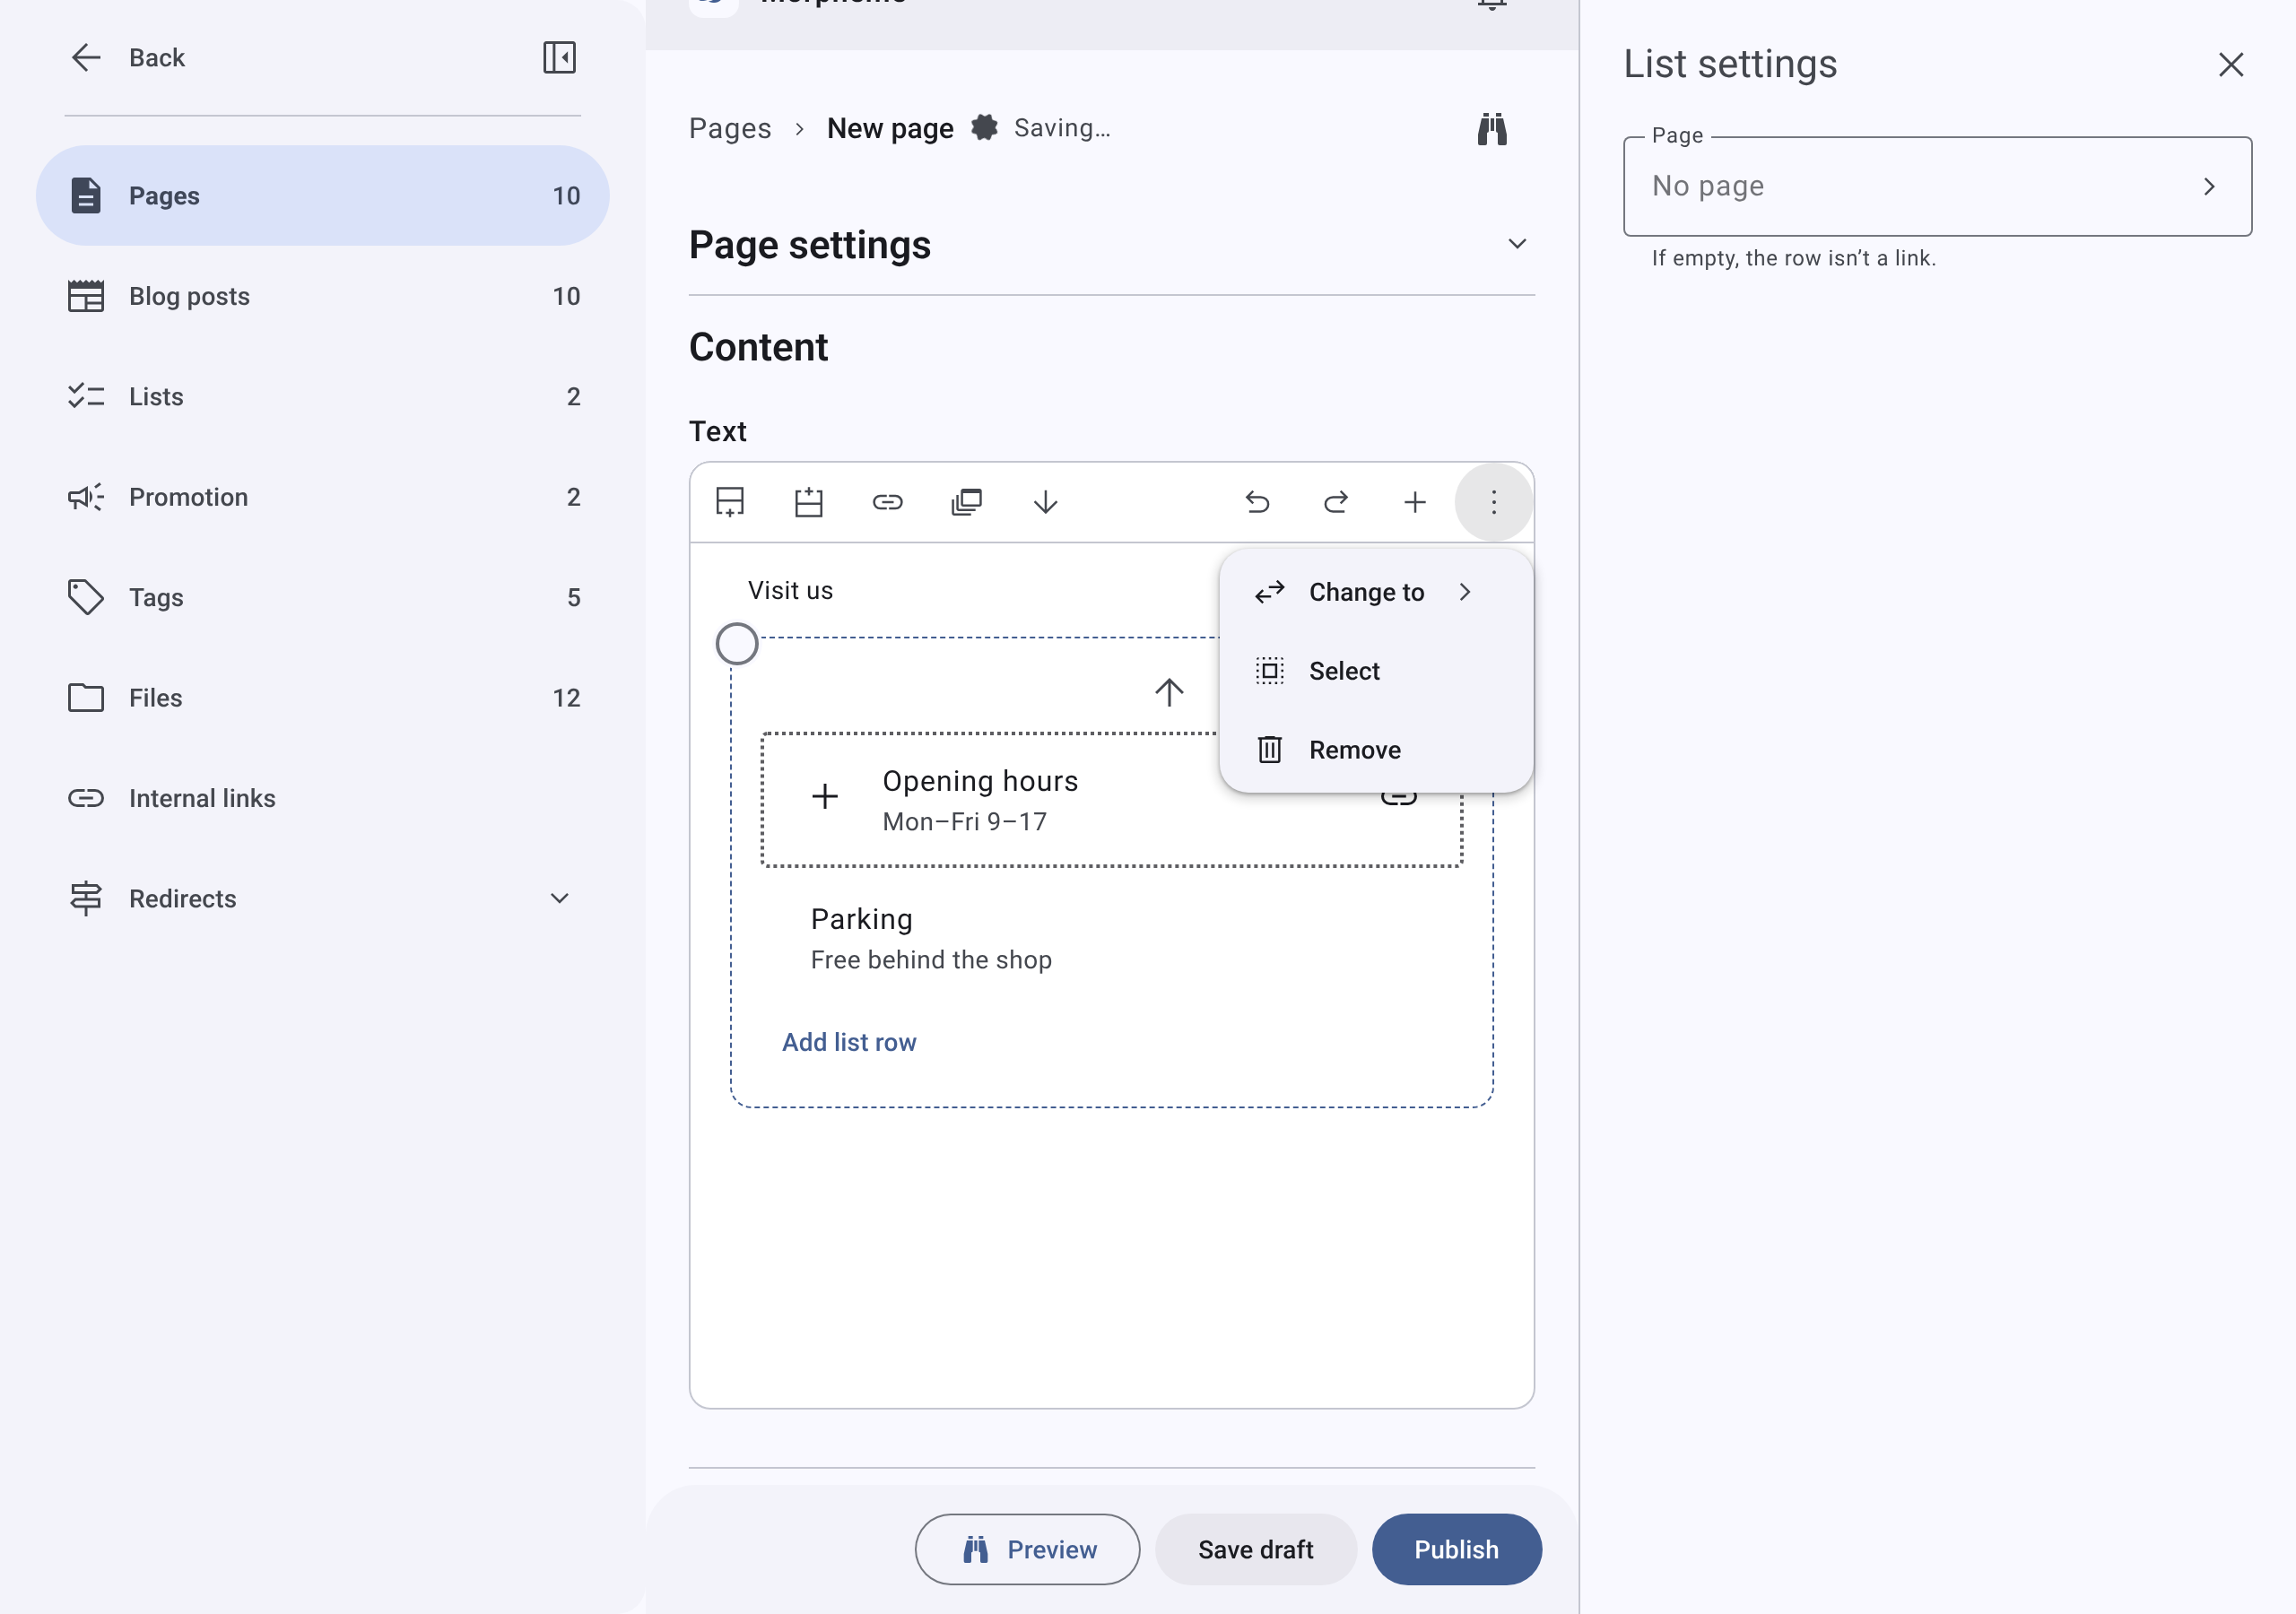 Back
Pages 10
Blog posts 10
Lists 2
Promotion 2
Tags 5
Files 12
Internal links
Redirects
Pages › New page Saving…
Page settings
Content
Text
Visit us
Change to
Select
Remove
Opening hours
Mon–Fri 9–17
Parking
Free behind the shop
Add list row
Preview
Save draft
Publish
List settings
Page
No page
If empty, the row isn’t a link.